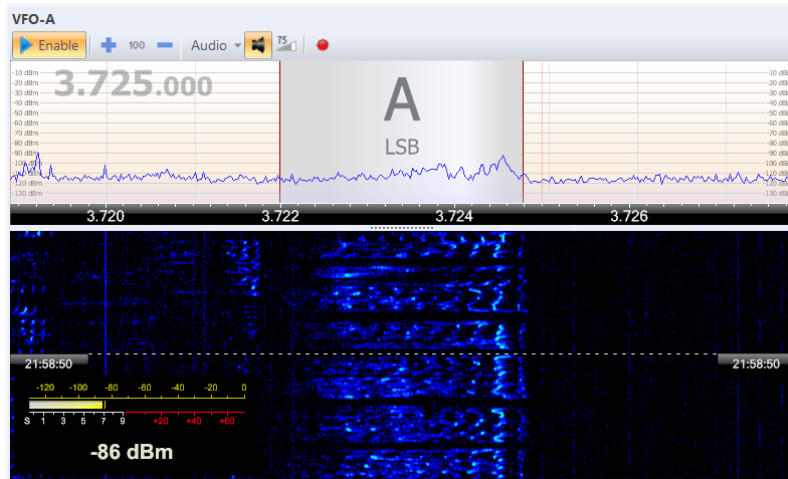 VFO-A
Enable 100 Audio 75
3.725.000
-10 dBm
-20 dBm
-30 dBm
-40 dBm
-50 dBm
-60 dBm
-70 dBm
-80 dBm
-90 dBm
-100 dBm
-120 dBm
-130 dBm
A
LSB
3.720 3.722 3.724 3.726
21:58:50 21:58:50
-120 -100 -80 -60 -40 -20 0
S 1 3 5 7 9 +20 +40 +60
-86 dBm